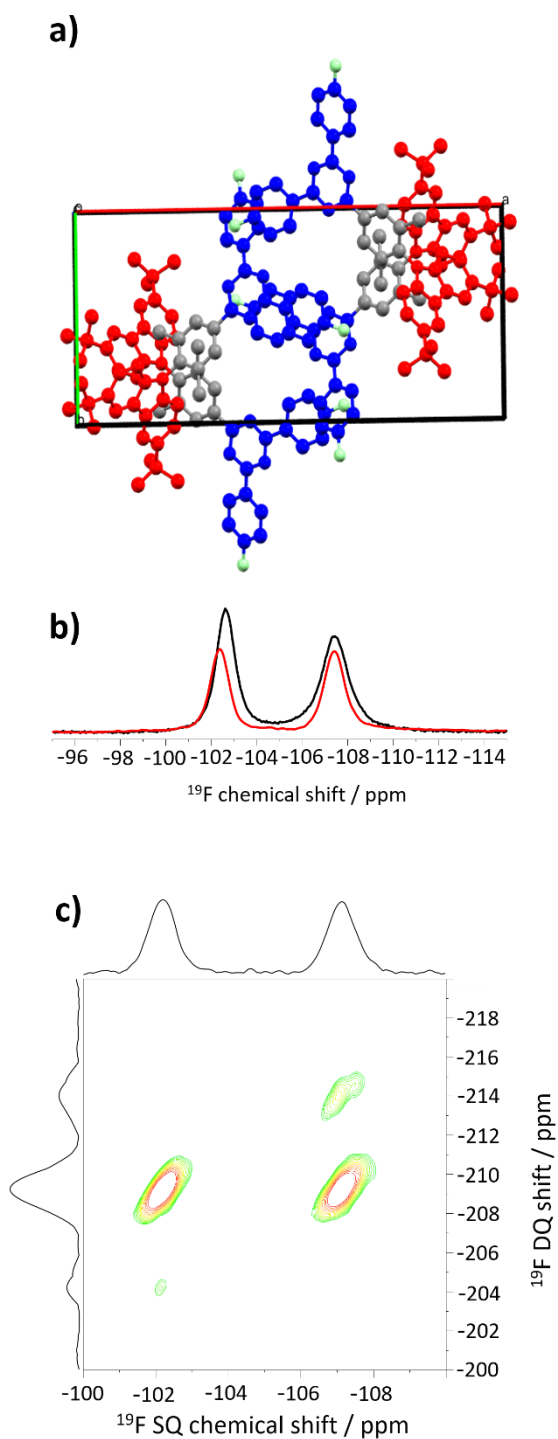 a)
o
a
b)
-96 -98 -100 -102 -104 -106 -108 -110 -112 -114
¹⁹F chemical shift / ppm
c)
-218
-216
-214
-212
-210
-208
-206
-204
-202
-200
¹⁹F DQ shift / ppm
-100 -102 -104 -106 -108
¹⁹F SQ chemical shift / ppm